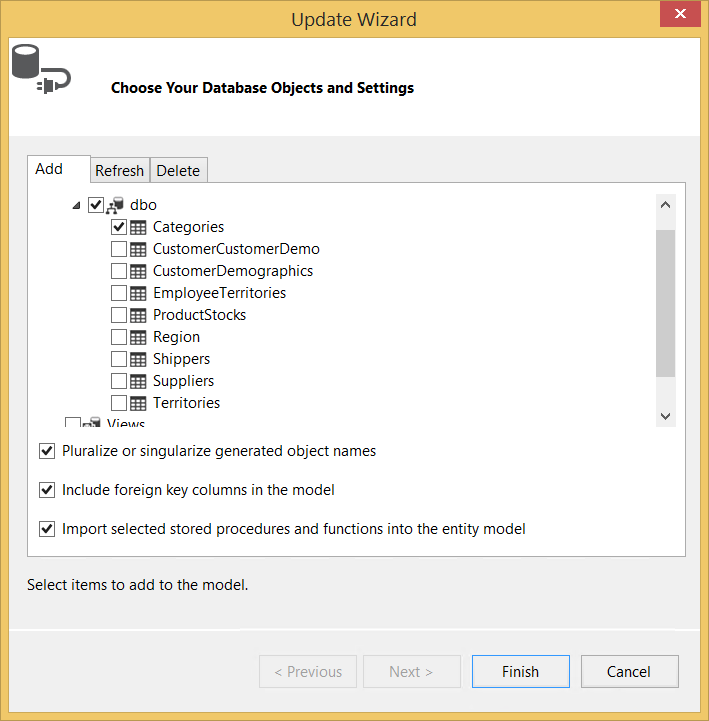 Update Wizard
Choose Your Database Objects and Settings
Add Refresh Delete
dbo
Categories
CustomerCustomerDemo
CustomerDemographics
EmployeeTerritories
ProductStocks
Region
Shippers
Suppliers
Territories
Views
Pluralize or singularize generated object names
Include foreign key columns in the model
Import selected stored procedures and functions into the entity model
Select items to add to the model.
< Previous Next > Finish Cancel